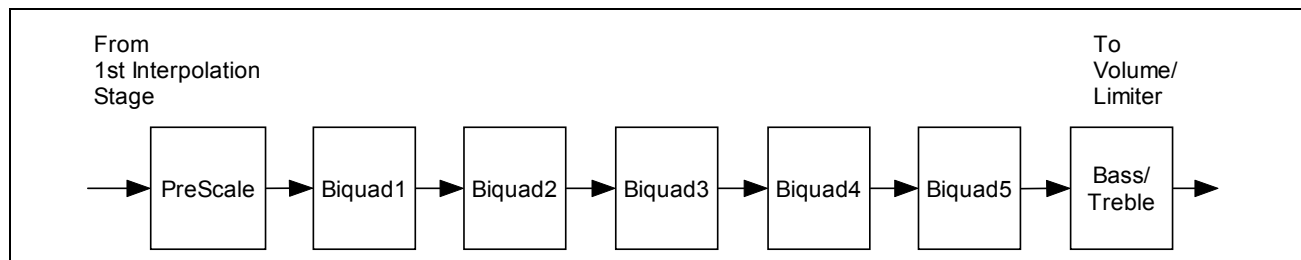 From
1st Interpolation
Stage
To
Volume/
Limiter
PreScale
Biquad1
Biquad2
Biquad3
Biquad4
Biquad5
Bass/
Treble